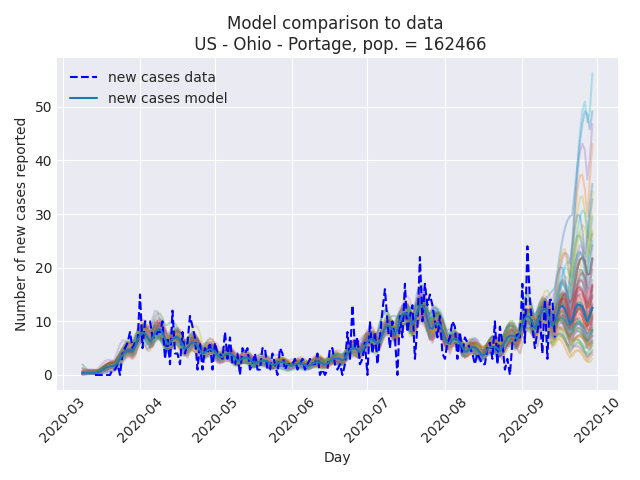 Model comparison to data
US - Ohio - Portage, pop. = 162466
new cases data
new cases model
Number of new cases reported
50
40
30
20
10
0
2020-03
2020-04
2020-05
2020-06
2020-07
2020-08
2020-09
2020-10
Day